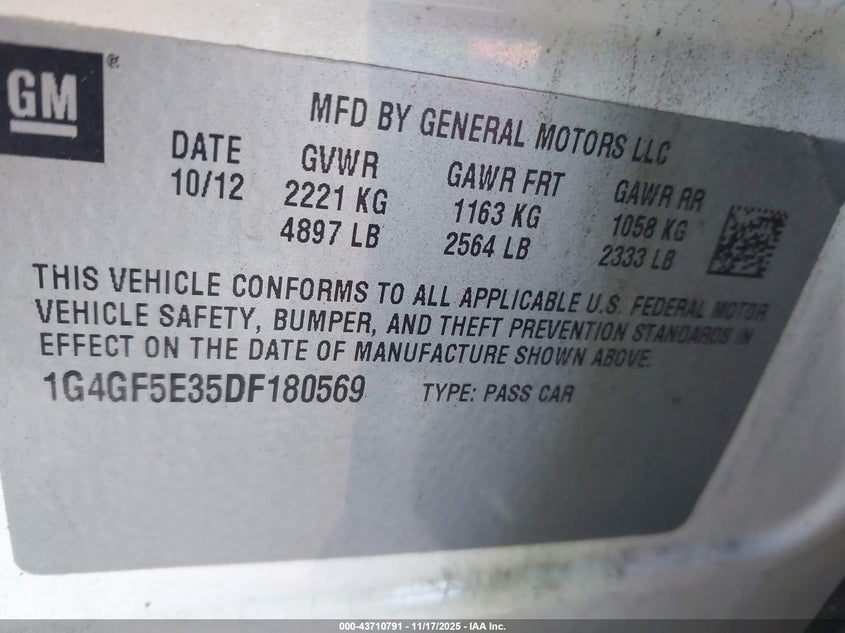 GM®
MFD BY GENERAL MOTORS LLC
DATE GVWR GAWR FRT GAWR RR
10/12 2221 KG 1163 KG 1058 KG
4897 LB 2564 LB 2333 LB
THIS VEHICLE CONFORMS TO ALL APPLICABLE U.S. FEDERAL MOTOR
VEHICLE SAFETY, BUMPER, AND THEFT PREVENTION STANDARDS IN
EFFECT ON THE DATE OF MANUFACTURE SHOWN ABOVE.
1G4GF5E35DF180569 TYPE: PASS CAR
000-43710791 - 11/17/2025 - IAA Inc.